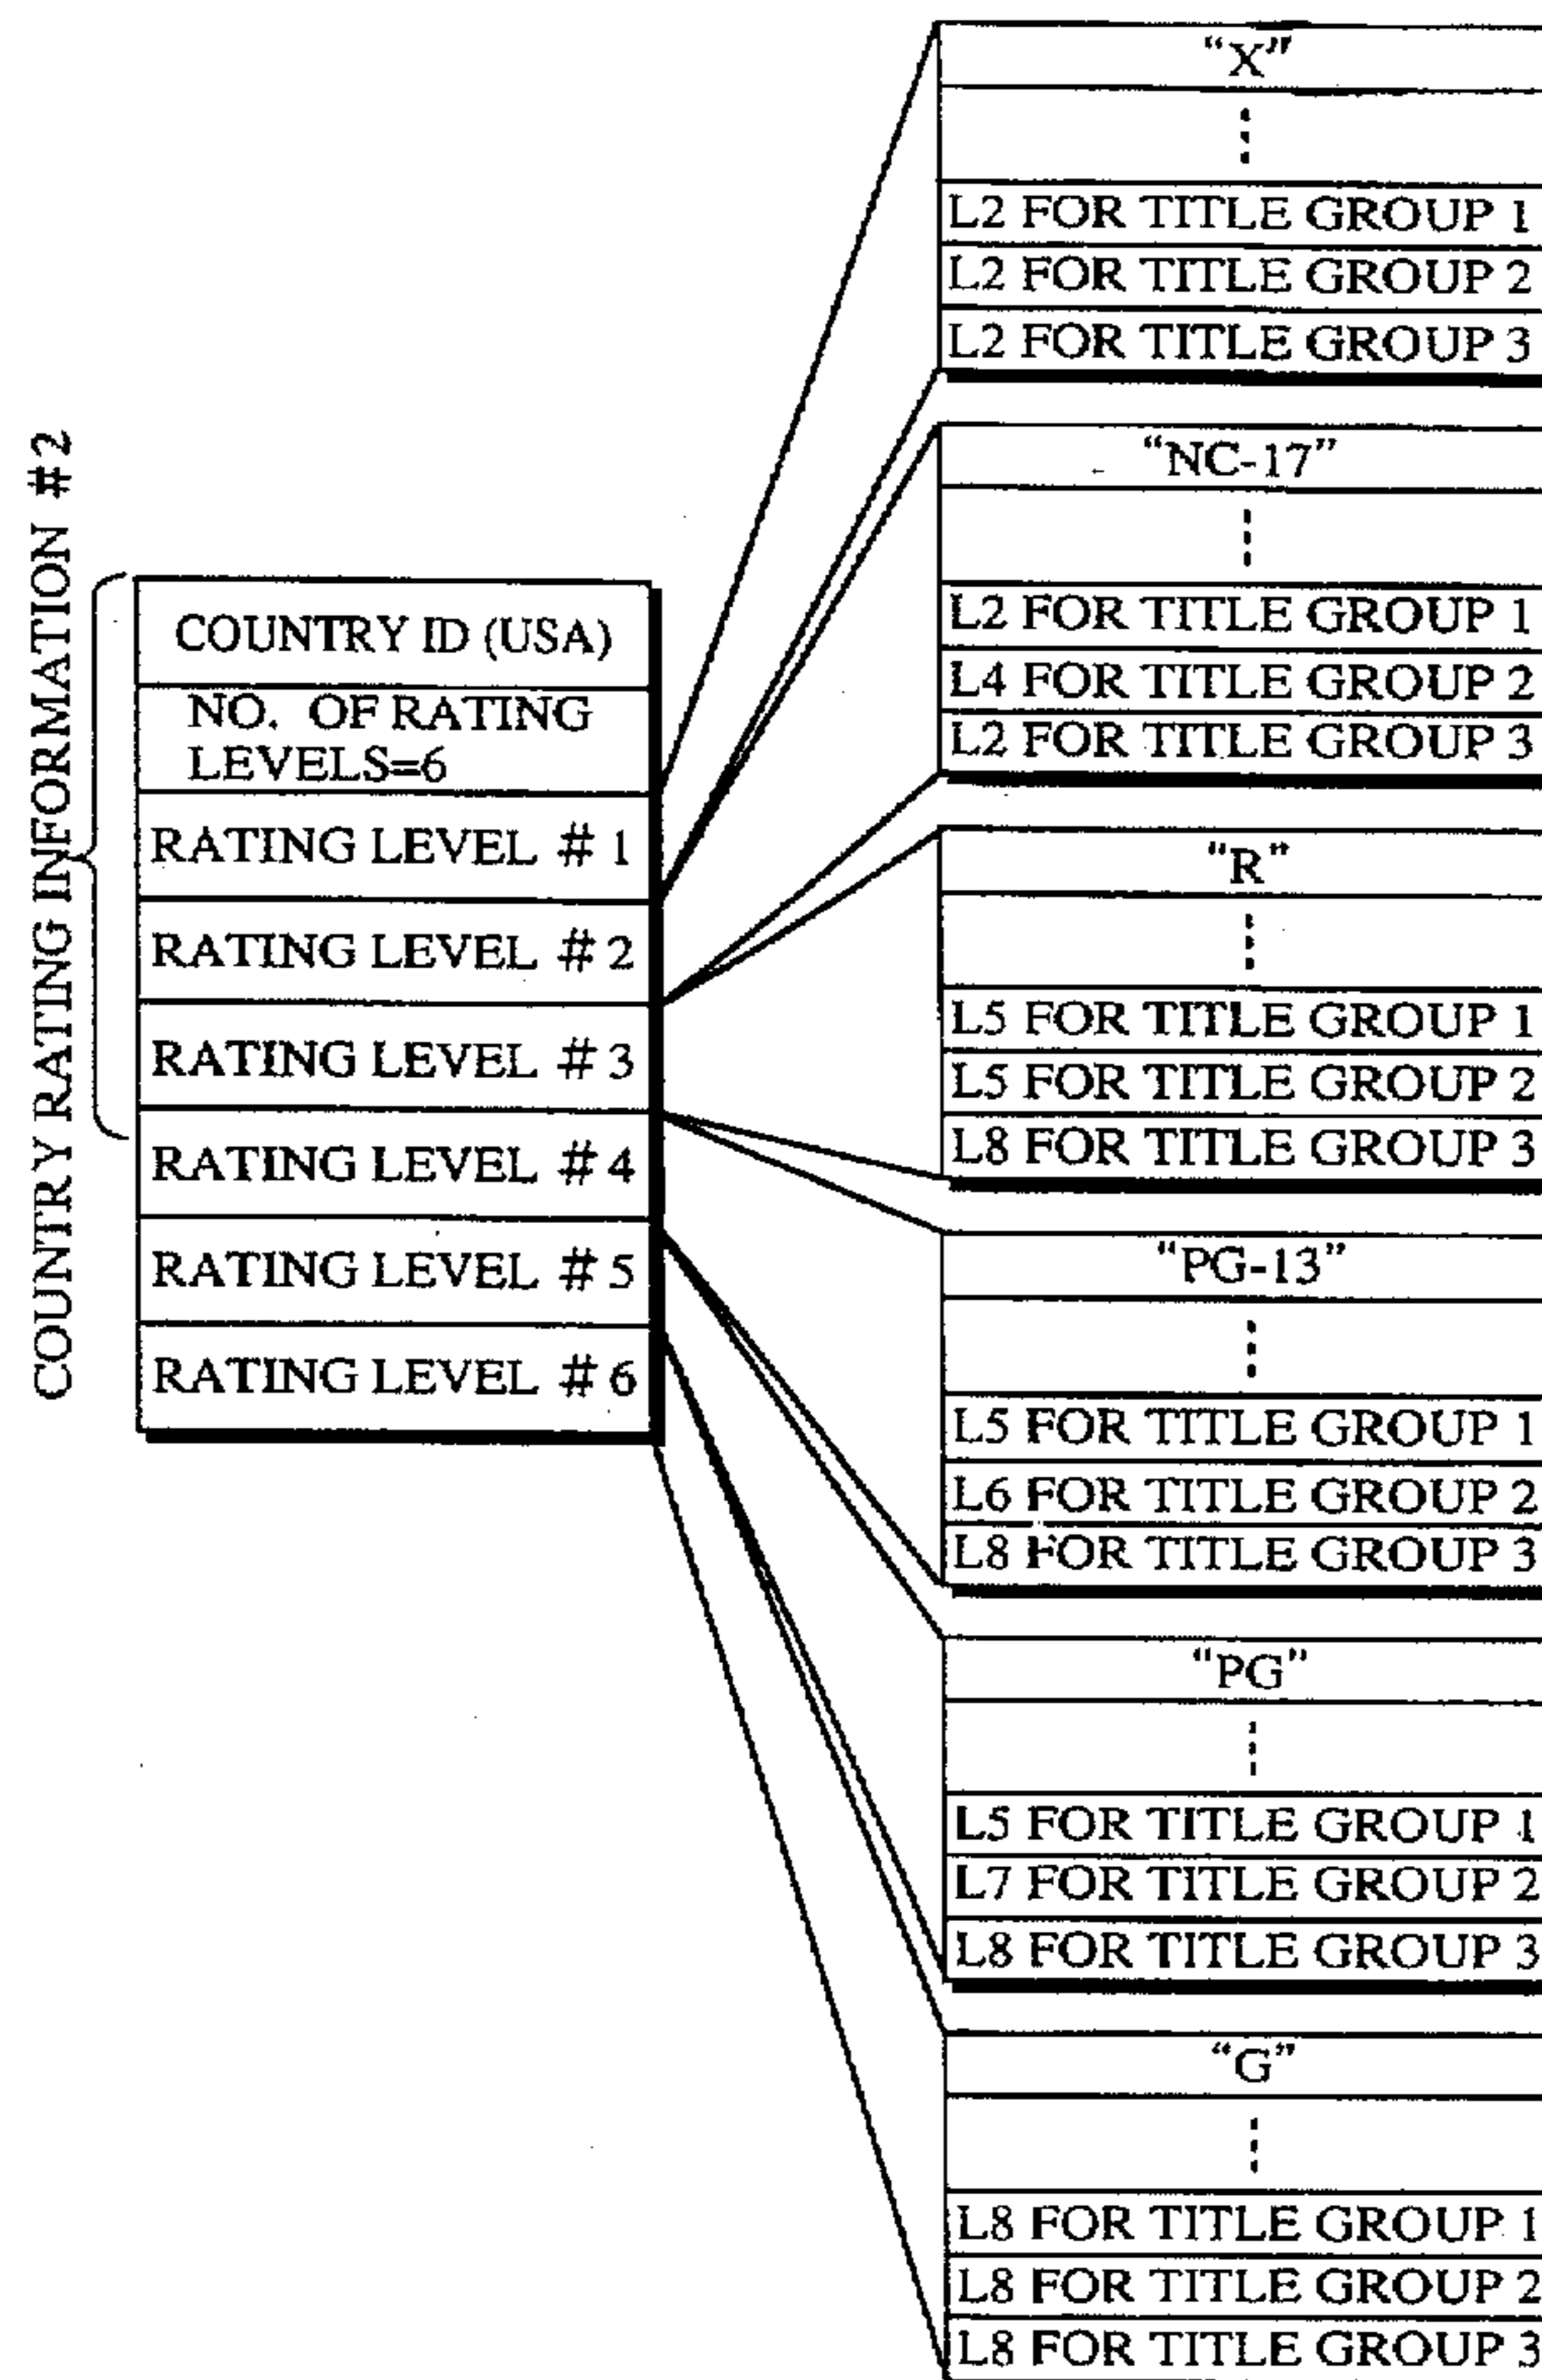 COUNTRY RATING INFORMATION #2
COUNTRY ID (USA)
NO. OF RATING
LEVELS=6
RATING LEVEL #1
RATING LEVEL #2
RATING LEVEL #3
RATING LEVEL #4
RATING LEVEL #5
RATING LEVEL #6
“X”
L2 FOR TITLE GROUP 1
L2 FOR TITLE GROUP 2
L2 FOR TITLE GROUP 3
“NC-17”
L2 FOR TITLE GROUP 1
L4 FOR TITLE GROUP 2
L2 FOR TITLE GROUP 3
“R”
L5 FOR TITLE GROUP 1
L5 FOR TITLE GROUP 2
L8 FOR TITLE GROUP 3
“PG-13”
L5 FOR TITLE GROUP 1
L6 FOR TITLE GROUP 2
L8 FOR TITLE GROUP 3
“PG”
L5 FOR TITLE GROUP 1
L7 FOR TITLE GROUP 2
L8 FOR TITLE GROUP 3
“G”
L8 FOR TITLE GROUP 1
L8 FOR TITLE GROUP 2
L8 FOR TITLE GROUP 3